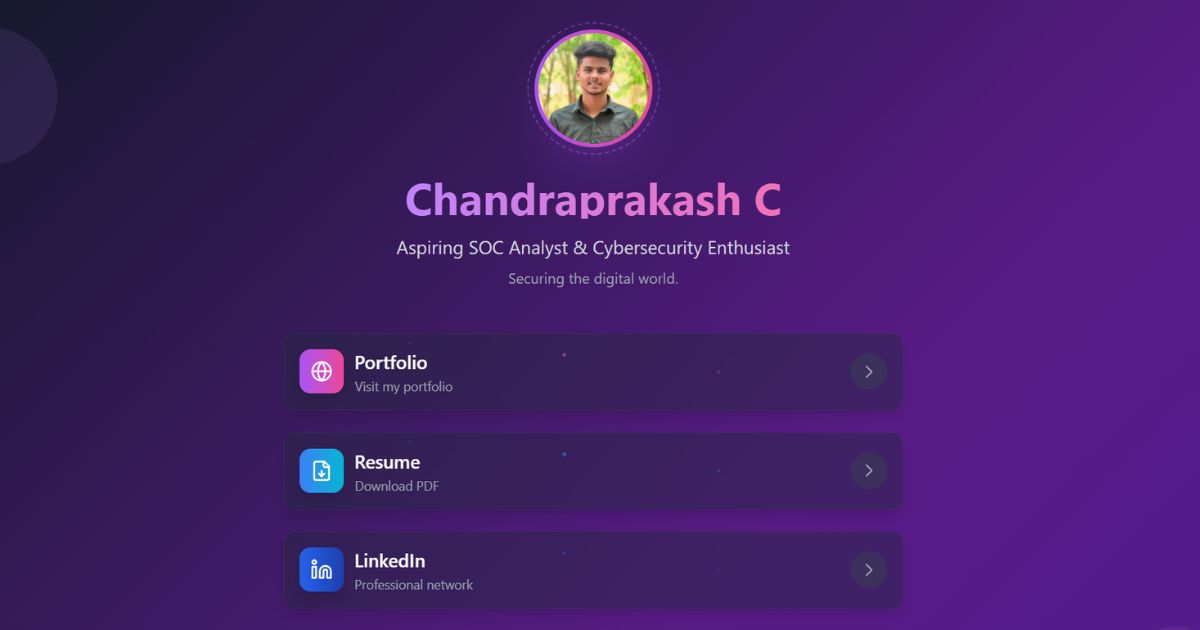 Chandraprakash C
Aspiring SOC Analyst & Cybersecurity Enthusiast
Securing the digital world.
Portfolio
Visit my portfolio
Resume
Download PDF
in
LinkedIn
Professional network